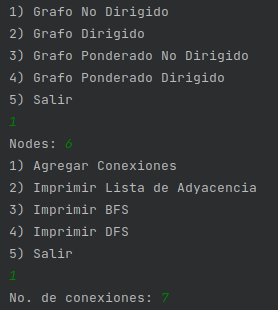 1) Grafo No Dirigido
2) Grafo Dirigido
3) Grafo Ponderado No Dirigido
4) Grafo Ponderado Dirigido
5) Salir
1
Nodes: 6
1) Agregar Conexiones
2) Imprimir Lista de Adyacencia
3) Imprimir BFS
4) Imprimir DFS
5) Salir
1
No. de conexiones: 7